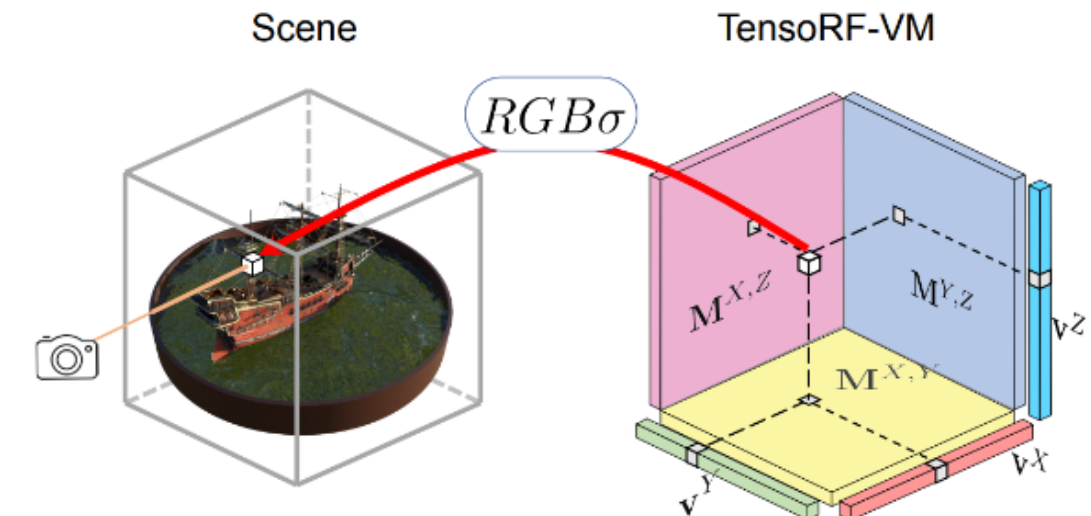 Scene
TensoRF-VM
RGBσ
M^{X,Z}
M^{Y,Z}
M^{X,Y}
v^Z
v^X
v^Y